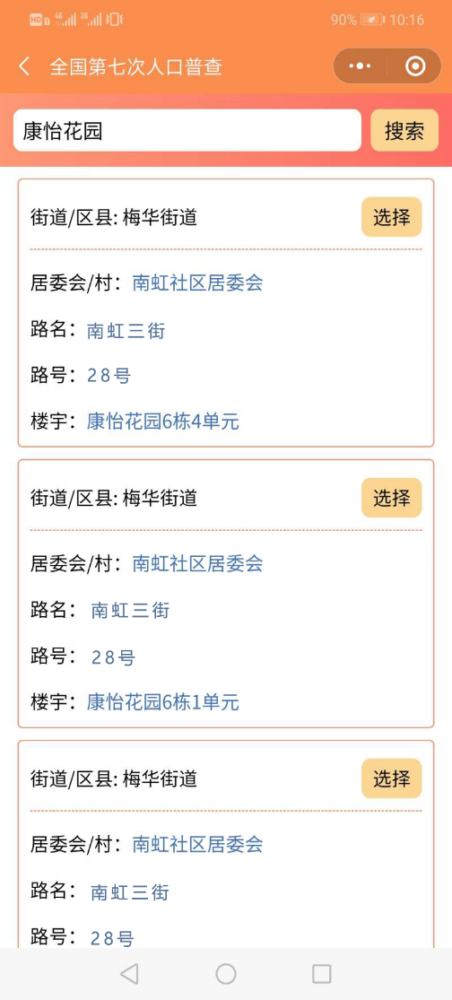 HD 4G 2G 90% 10:16
全国第七次人口普查
康怡花园 搜索
街道/区县: 梅华街道 选择
居委会/村: 南虹社区居委会
路名: 南虹三街
路号: 28号
楼宇: 康怡花园6栋4单元
街道/区县: 梅华街道 选择
居委会/村: 南虹社区居委会
路名: 南虹三街
路号: 28号
楼宇: 康怡花园6栋1单元
街道/区县: 梅华街道 选择
居委会/村: 南虹社区居委会
路名: 南虹三街
路号: 28号